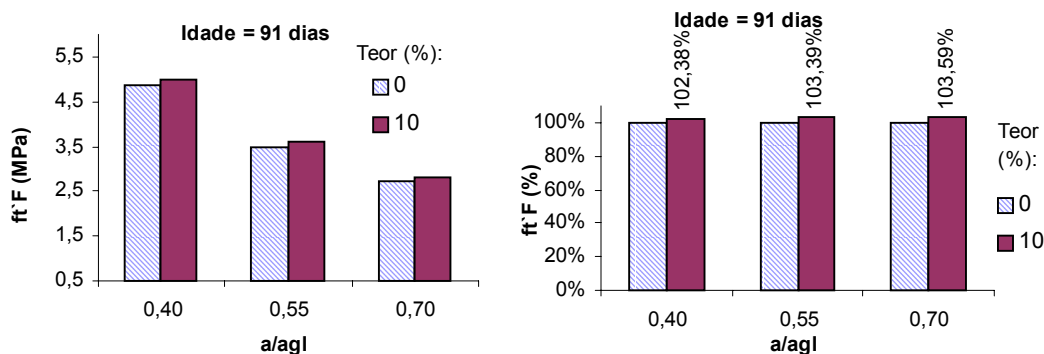 Idade = 91 dias
Teor (%):
0
10
5,5
4,5
3,5
2,5
1,5
0,5
ft`F (MPa)
0,40 0,55 0,70
a/agl
Idade = 91 dias
102,38% 103,39% 103,59%
100%
80%
60%
40%
20%
0%
ft`F (%)
0,40 0,55 0,70
a/agl
Teor
(%):
0
10